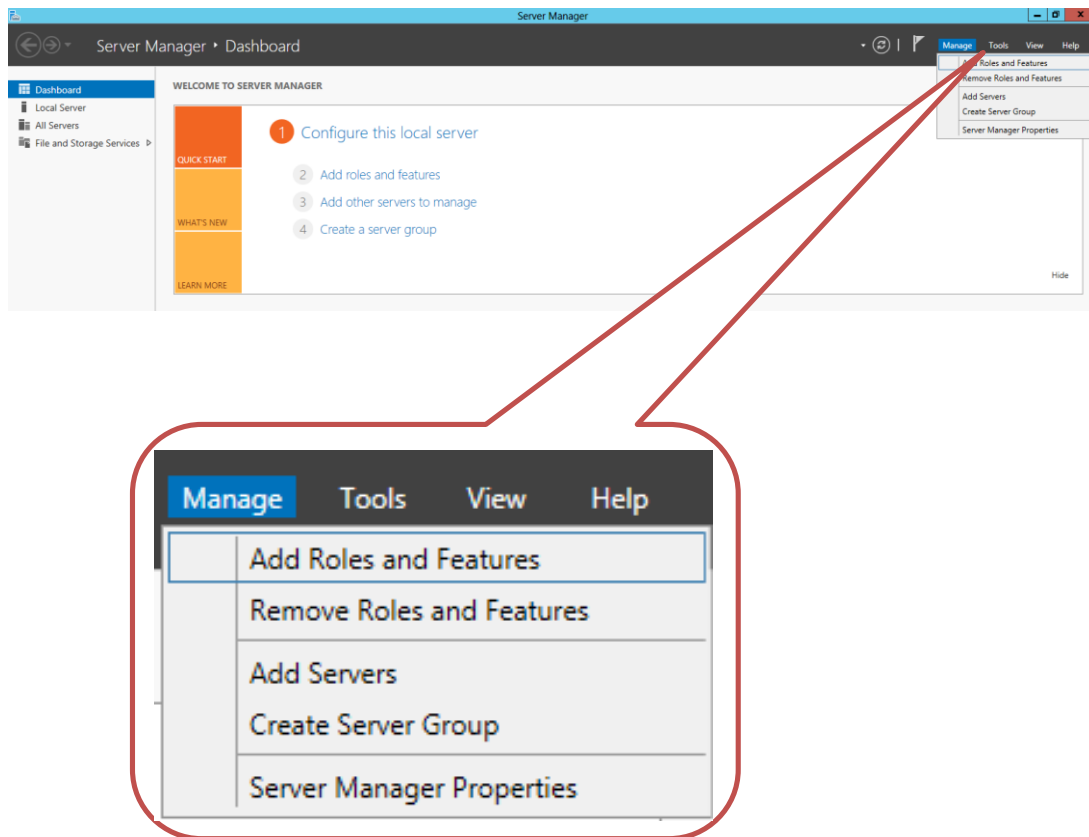 Server Manager
Server Manager • Dashboard
Manage Tools View Help
Add Roles and Features
Remove Roles and Features
Add Servers
Create Server Group
Server Manager Properties
Dashboard
Local Server
All Servers
File and Storage Services
WELCOME TO SERVER MANAGER
QUICK START
WHAT'S NEW
LEARN MORE
1 Configure this local server
2 Add roles and features
3 Add other servers to manage
4 Create a server group
Hide
Manage Tools View Help
Add Roles and Features
Remove Roles and Features
Add Servers
Create Server Group
Server Manager Properties